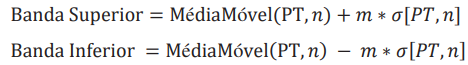 Banda Superior = MédiaMóvel(PT, n) + m * σ[PT, n]
Banda Inferior = MédiaMóvel(PT, n) − m * σ[PT, n]